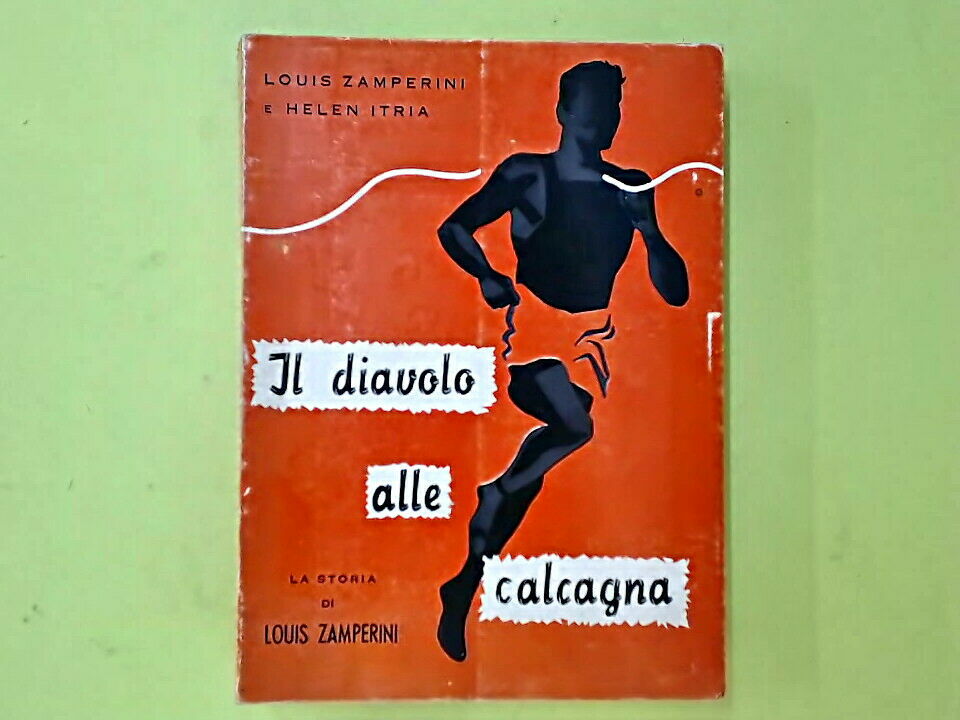 LOUIS ZAMPERINI
E HELEN ITRIA
Il diavolo
alle
calcagna
LA STORIA
DI
LOUIS ZAMPERINI